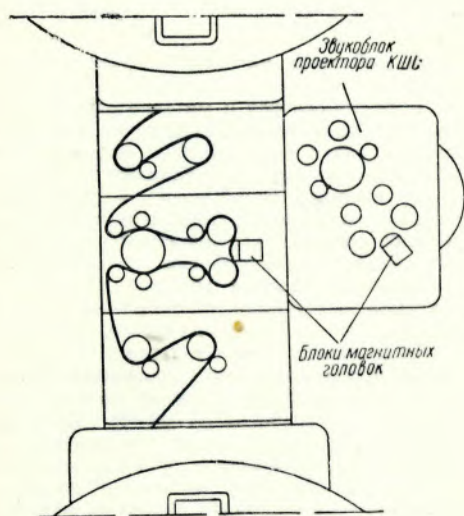 Звукоблок
проектора КШС
Блоки магнитных
головок